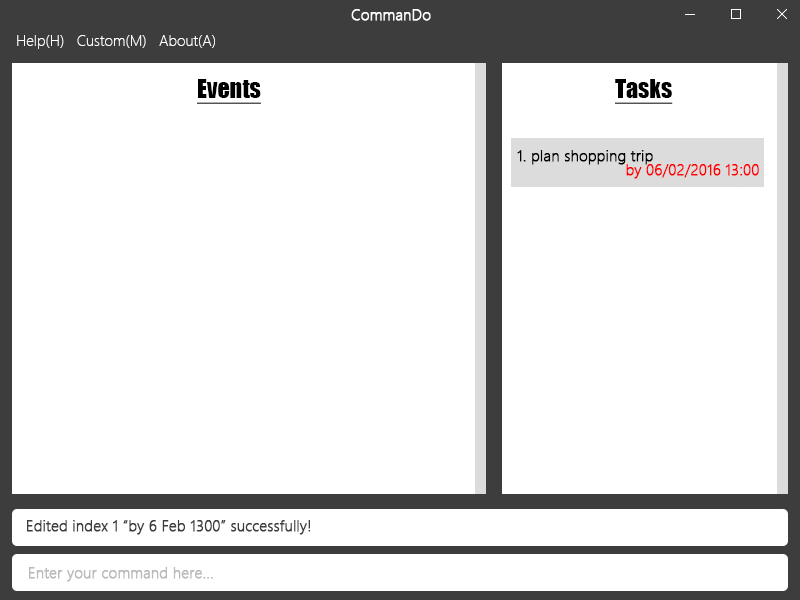 CommanDo
Help(H) Custom(M) About(A)
Events
Tasks
1. plan shopping trip
by 06/02/2016 13:00
Edited index 1 “by 6 Feb 1300” successfully!
Enter your command here...